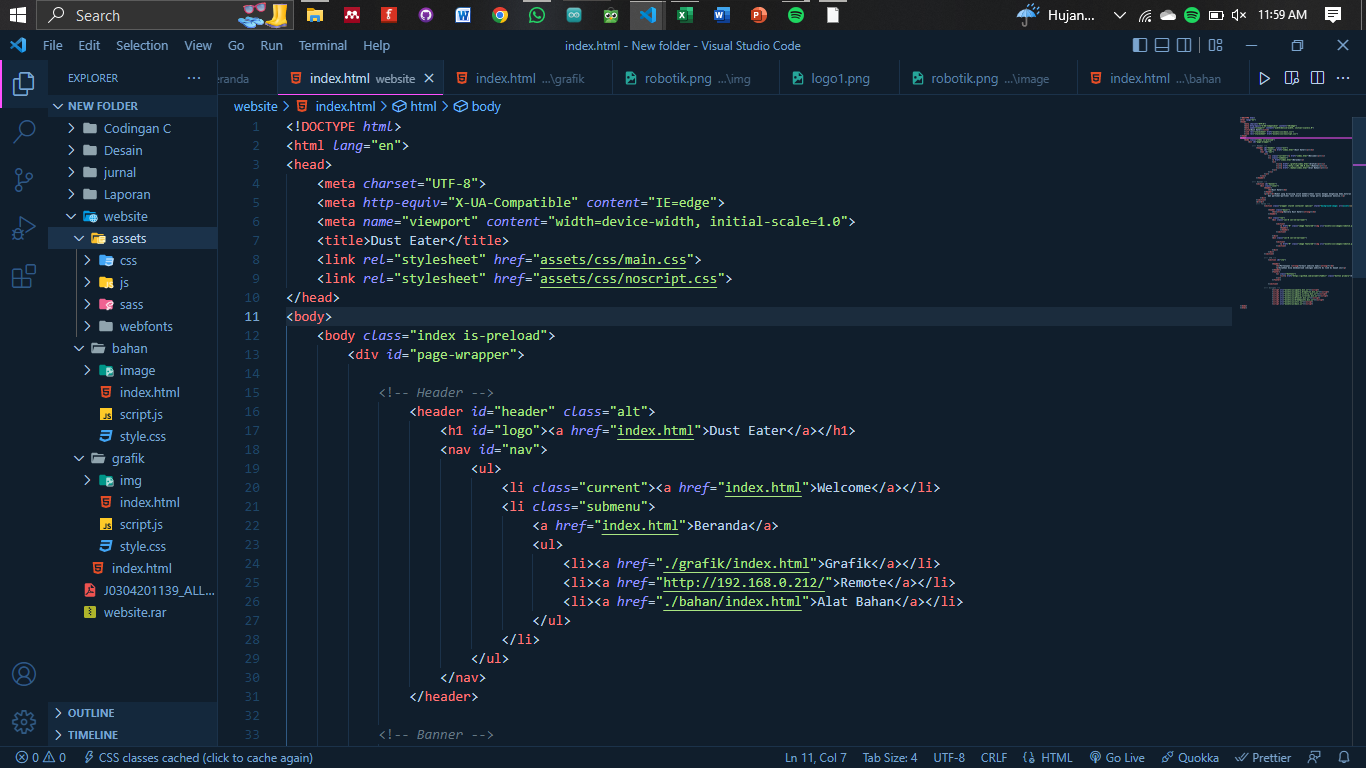 Search
Hujan...
11:59 AM
File Edit Selection View Go Run Terminal Help
index.html - New folder - Visual Studio Code
EXPLORER
eranda
index.html website
index.html ...\grafik
robotik.png ...\img
logo1.png
robotik.png ...\image
index.html ...\bahan
website > index.html > html > body
NEW FOLDER
Codingan C
Desain
jurnal
Laporan
website
assets
css
js
sass
webfonts
bahan
image
index.html
script.js
style.css
grafik
img
index.html
script.js
style.css
index.html
J0304201139_ALL...
website.rar
OUTLINE
TIMELINE
1 <!DOCTYPE html>
2 <html lang="en">
3 <head>
4 <meta charset="UTF-8">
5 <meta http-equiv="X-UA-Compatible" content="IE=edge">
6 <meta name="viewport" content="width=device-width, initial-scale=1.0">
7 <title>Dust Eater</title>
8 <link rel="stylesheet" href="assets/css/main.css">
9 <link rel="stylesheet" href="assets/css/noscript.css">
10 </head>
11 <body>
12 <body class="index is-preload">
13 <div id="page-wrapper">
14
15 <!-- Header -->
16 <header id="header" class="alt">
17 <h1 id="logo"><a href="index.html">Dust Eater</a></h1>
18 <nav id="nav">
19 <ul>
20 <li class="current"><a href="index.html">Welcome</a></li>
21 <li class="submenu">
22 <a href="index.html">Beranda</a>
23 <ul>
24 <li><a href="./grafik/index.html">Grafik</a></li>
25 <li><a href="http://192.168.0.212/">Remote</a></li>
26 <li><a href="./bahan/index.html">Alat Bahan</a></li>
27 </ul>
28 </li>
29 </ul>
30 </nav>
31 </header>
32
33 <!-- Banner -->
0 0 CSS classes cached (click to cache again)
Ln 11, Col 7 Tab Size: 4 UTF-8 CRLF HTML Go Live Quokka Prettier